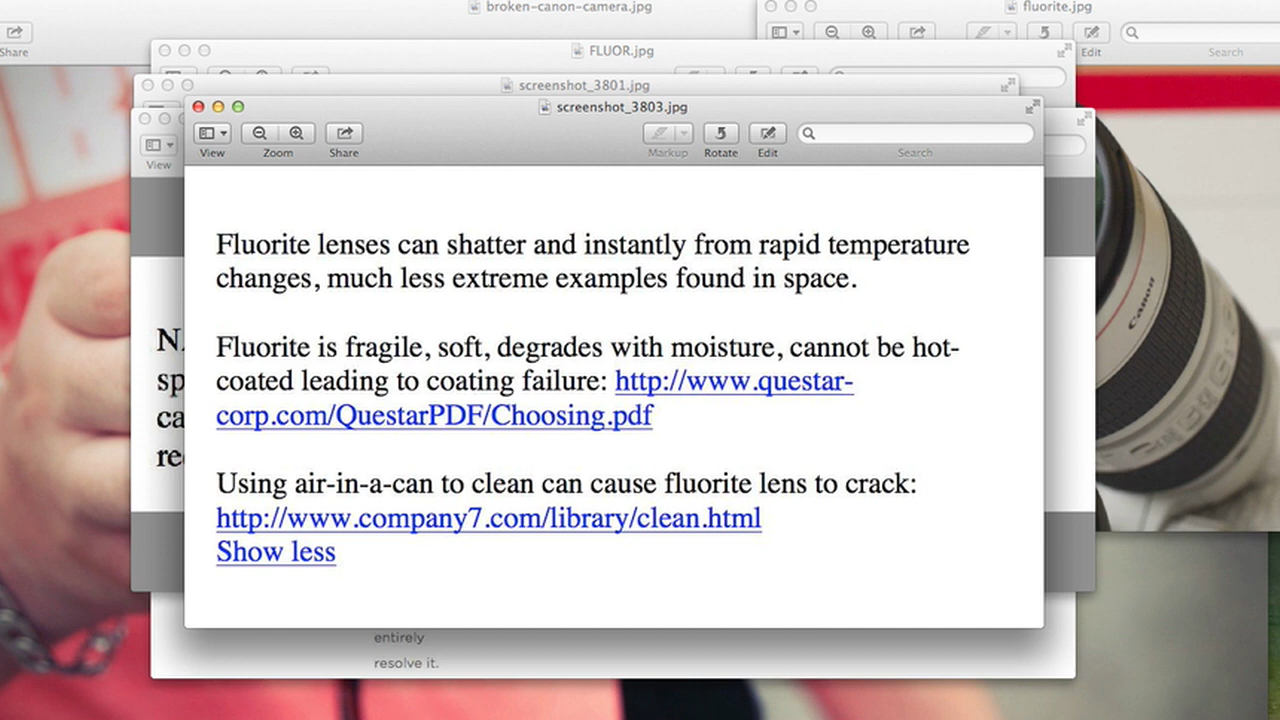 broken-canon-camera.jpg
fluorite.jpg
Share
Edit
Search
FLUOR.jpg
screenshot_3801.jpg
screenshot_3803.jpg
View
Zoom
Share
Markup
Rotate
Edit
Search
View
Fluorite lenses can shatter and instantly from rapid temperature
changes, much less extreme examples found in space.
Fluorite is fragile, soft, degrades with moisture, cannot be hot-
coated leading to coating failure: http://www.questar-
corp.com/QuestarPDF/Choosing.pdf
Using air-in-a-can to clean can cause fluorite lens to crack:
http://www.company7.com/library/clean.html
Show less
Canon
entirely
resolve it.